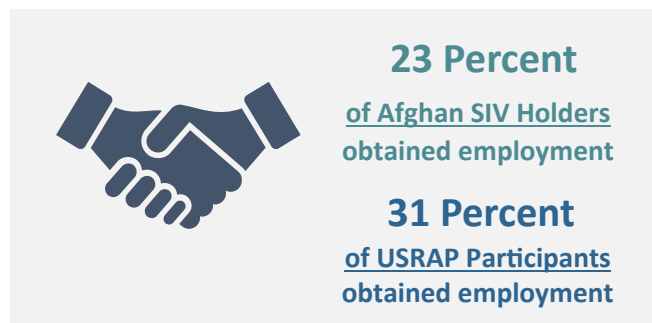 23 Percent
of Afghan SIV Holders
obtained employment
31 Percent
of USRAP Participants
obtained employment